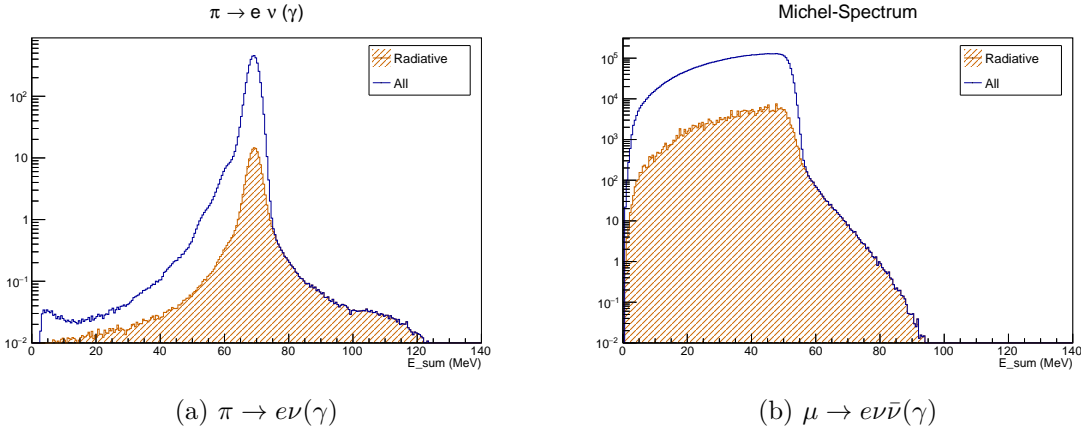 π → e ν (γ)
Radiative
All
10²
10
1
10⁻¹
10⁻²
0 20 40 60 80 100 120 140
E_sum (MeV)
(a) π → eν(γ)
Michel-Spectrum
Radiative
All
10⁵
10⁴
10³
10²
10
1
10⁻¹
10⁻²
0 20 40 60 80 100 120 140
E_sum (MeV)
(b) μ → eνν̄(γ)